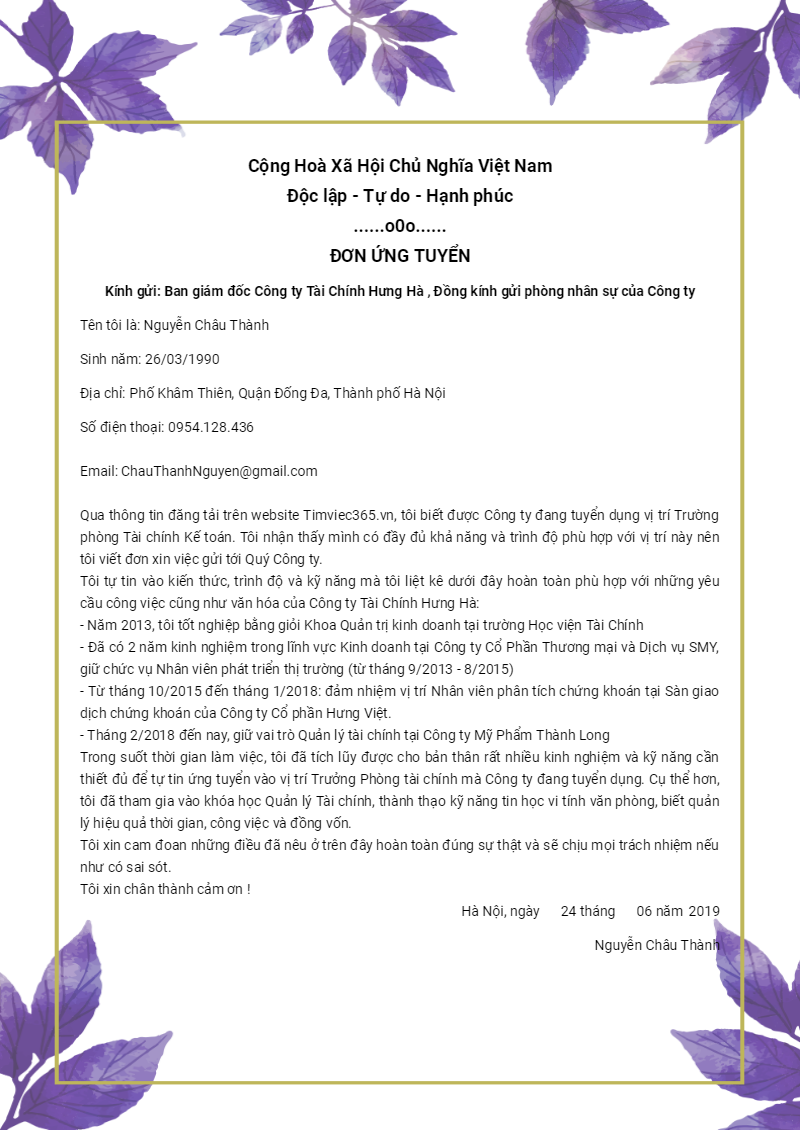 Cộng Hoà Xã Hội Chủ Nghĩa Việt Nam
Độc lập - Tự do - Hạnh phúc
......o0o......
ĐƠN ỨNG TUYỂN
Kính gửi: Ban giám đốc Công ty Tài Chính Hưng Hà , Đồng kính gửi phòng nhân sự của Công ty
Tên tôi là: Nguyễn Châu Thành
Sinh năm: 26/03/1990
Địa chỉ: Phố Khâm Thiên, Quận Đống Đa, Thành phố Hà Nội
Số điện thoại: 0954.128.436
Email: ChauThanhNguyen@gmail.com
Qua thông tin đăng tải trên website Timviec365.vn, tôi biết được Công ty đang tuyển dụng vị trí Trường
phòng Tài chính Kế toán. Tôi nhận thấy mình có đầy đủ khả năng và trình độ phù hợp với vị trí này nên
tôi viết đơn xin việc gửi tới Quý Công ty.
Tôi tự tin vào kiến thức, trình độ và kỹ năng mà tôi liệt kê dưới đây hoàn toàn phù hợp với những yêu
cầu công việc cũng như văn hóa của Công ty Tài Chính Hưng Hà:
- Năm 2013, tôi tốt nghiệp bằng giỏi Khoa Quản trị kinh doanh tại trường Học viện Tài Chính
- Đã có 2 năm kinh nghiệm trong lĩnh vực Kinh doanh tại Công ty Cổ Phần Thương mại và Dịch vụ SMY,
giữ chức vụ Nhân viên phát triển thị trường (từ tháng 9/2013 - 8/2015)
- Từ tháng 10/2015 đến tháng 1/2018: đảm nhiệm vị trí Nhân viên phân tích chứng khoán tại Sàn giao
dịch chứng khoán của Công ty Cổ phần Hưng Việt.
- Tháng 2/2018 đến nay, giữ vai trò Quản lý tài chính tại Công ty Mỹ Phẩm Thành Long
Trong suốt thời gian làm việc, tôi đã tích lũy được cho bản thân rất nhiều kinh nghiệm và kỹ năng cần
thiết đủ để tự tin ứng tuyển vào vị trí Trưởng Phòng tài chính mà Công ty đang tuyển dụng. Cụ thể hơn,
tôi đã tham gia vào khóa học Quản lý Tài chính, thành thạo kỹ năng tin học vi tính văn phòng, biết quản
lý hiệu quả thời gian, công việc và đồng vốn.
Tôi xin cam đoan những điều đã nêu ở trên đây hoàn toàn đúng sự thật và sẽ chịu mọi trách nhiệm nếu
như có sai sót.
Tôi xin chân thành cảm ơn !
Hà Nội, ngày 24 tháng 06 năm 2019
Nguyễn Châu Thành